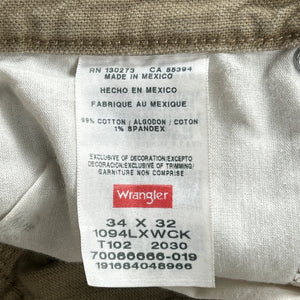 RN 130273 CA 55394
MADE IN MEXICO
HECHO EN MEXICO
FABRIQUE AU MEXIQUE
99% COTTON / ALGODON / COTON
1% SPANDEX
EXCLUSIVE OF DECORATION/EXCEPTO
DECORACION/EXCLUSIVE OF TRIMMING/
GARNITURE NON COMPRISE
Wrangler
34 X 32
1094LXWCK
T102 2030
70066666-019
191684048966